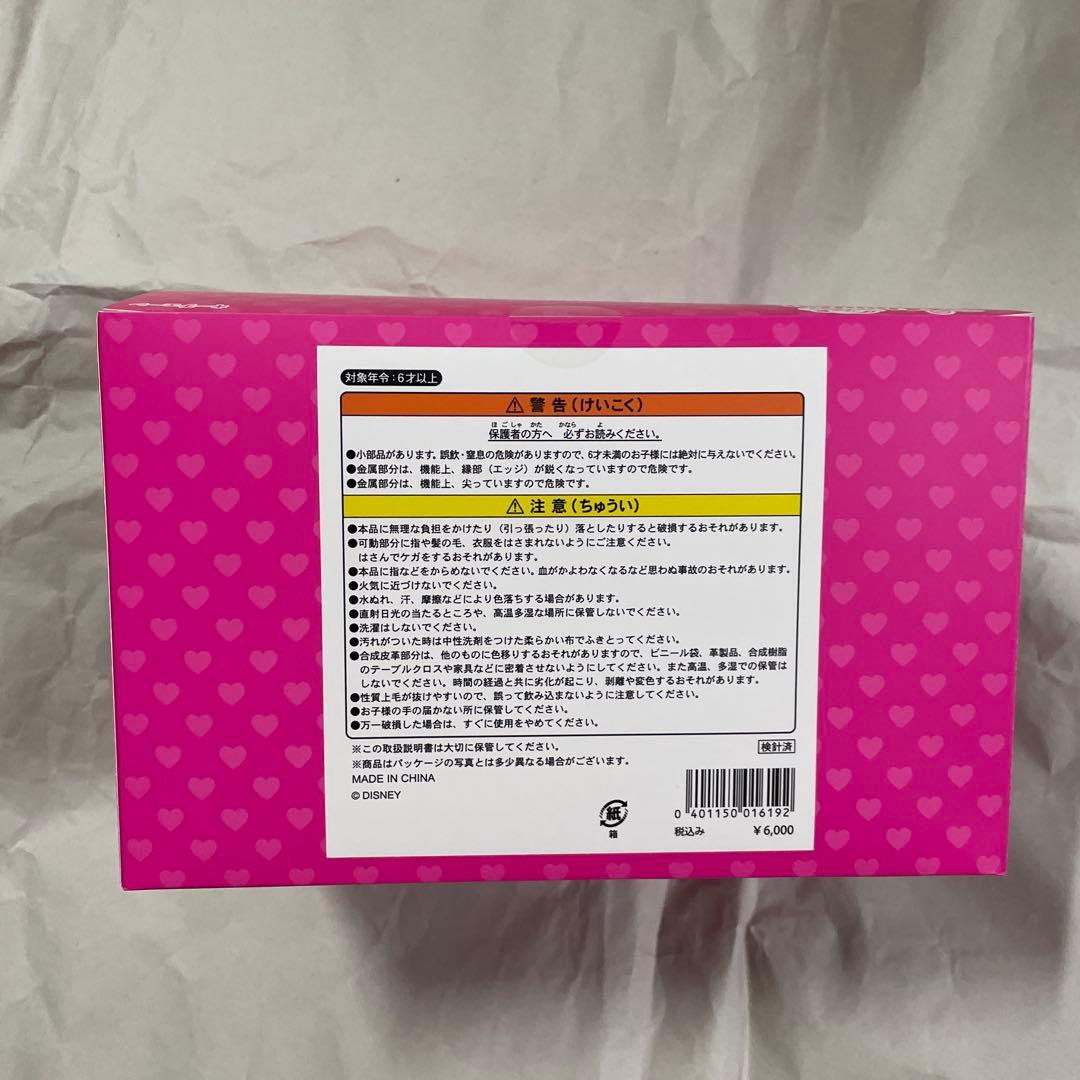 対象年令：6才以上
⚠ 警告（けいこく）
ほごしゃ かた かなら よ
保護者の方へ 必ずお読みください。
●小部品があります。誤飲・窒息の危険がありますので、6才未満のお子様には絶対に与えないでください。
●金属部分は、機能上、縁部（エッジ）が鋭くなっていますので危険です。
●金属部分は、機能上、尖っていますので危険です。
⚠ 注意（ちゅうい）
●本品に無理な負担をかけたり（引っ張ったり）落としたりすると破損するおそれがあります。
●可動部分に指や髪の毛、衣服をはさまれないようにご注意ください。
はさんでケガをするおそれがあります。
●本品に指などをからめないでください。血がかよわなくなるなど思わぬ事故のおそれがあります。
●火気に近づけないでください。
●水ぬれ、汗、摩擦などにより色落ちする場合があります。
●直射日光の当たるところや、高温多湿な場所に保管しないでください。
●洗濯はしないでください。
●汚れがついた時は中性洗剤をつけた柔らかい布でふきとってください。
●合成皮革部分は、他のものに色移りするおそれがありますので、ビニール袋、革製品、合成樹脂
のテーブルクロスや家具などに密着させないようにしてください。また高温、多湿での保管は
しないでください。時間の経過と共に劣化が起こり、剥離や変色するおそれがあります。
●性質上毛が抜けやすいので、誤って飲み込まないように注意してください。
●お子様の手の届かない所に保管してください。
●万一破損した場合は、すぐに使用をやめてください。
※この取扱説明書は大切に保管してください。
検針済
※商品はパッケージの写真とは多少異なる場合がございます。
MADE IN CHINA
© DISNEY
紙
箱
0 401150 016192
税込み ￥6,000